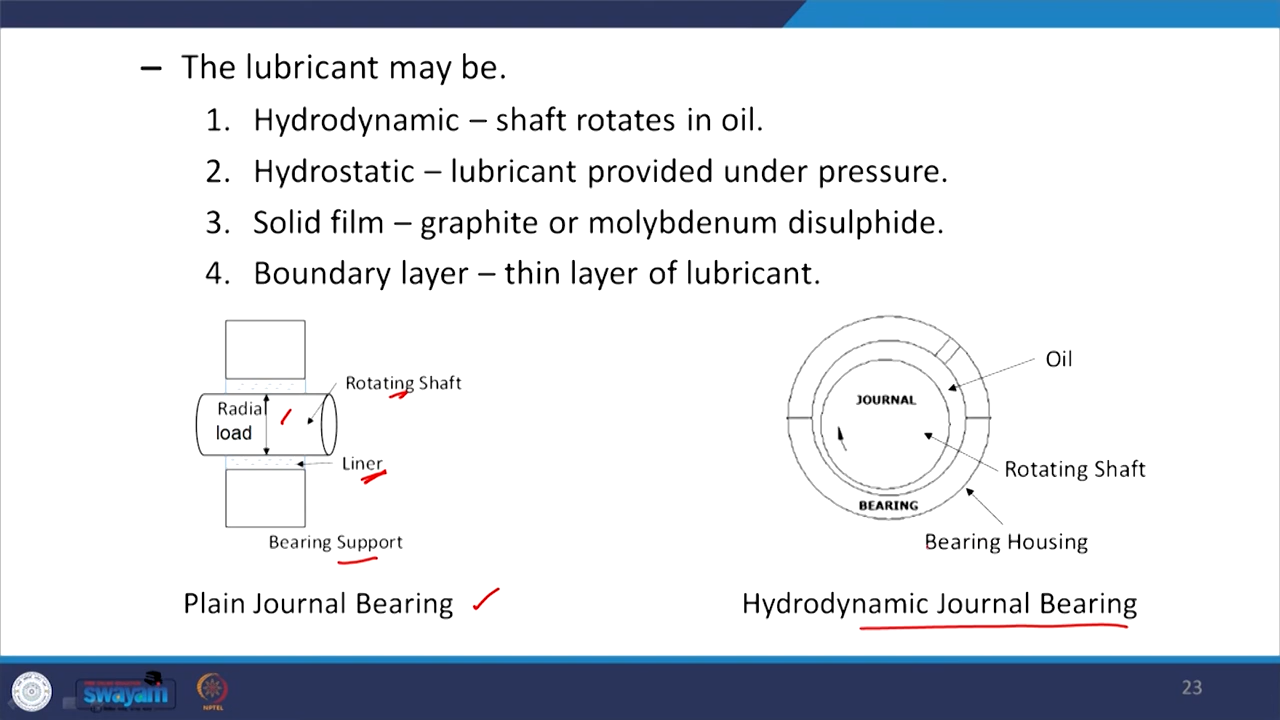 – The lubricant may be.
1. Hydrodynamic – shaft rotates in oil.
2. Hydrostatic – lubricant provided under pressure.
3. Solid film – graphite or molybdenum disulphide.
4. Boundary layer – thin layer of lubricant.
Rotating Shaft
Radial
load
Liner
Bearing Support
Plain Journal Bearing
Oil
JOURNAL
Rotating Shaft
BEARING
Bearing Housing
Hydrodynamic Journal Bearing
swayam
NPTEL
23